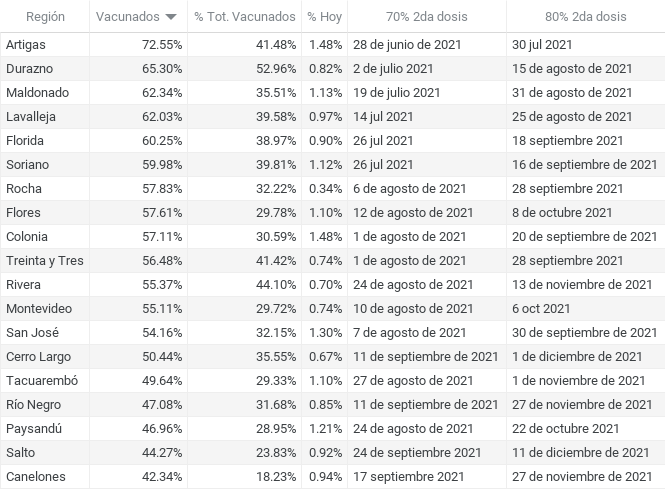 Región Vacunados % Tot. Vacunados % Hoy 70% 2da dosis 80% 2da dosis
Artigas 72.55% 41.48% 1.48% 28 de junio de 2021 30 jul 2021
Durazno 65.30% 52.96% 0.82% 2 de julio 2021 15 de agosto de 2021
Maldonado 62.34% 35.51% 1.13% 19 de julio 2021 31 de agosto de 2021
Lavalleja 62.03% 39.58% 0.97% 14 jul 2021 25 de agosto de 2021
Florida 60.25% 38.97% 0.90% 26 jul 2021 18 septiembre 2021
Soriano 59.98% 39.81% 1.12% 26 jul 2021 16 de septiembre de 2021
Rocha 57.83% 32.22% 0.34% 6 de agosto de 2021 28 septiembre 2021
Flores 57.61% 29.78% 1.10% 12 de agosto de 2021 8 de octubre 2021
Colonia 57.11% 30.59% 1.48% 1 de agosto de 2021 20 de septiembre de 2021
Treinta y Tres 56.48% 41.42% 0.74% 1 de agosto de 2021 28 septiembre 2021
Rivera 55.37% 44.10% 0.70% 24 de agosto de 2021 13 de noviembre de 2021
Montevideo 55.11% 29.72% 0.74% 10 de agosto de 2021 6 oct 2021
San José 54.16% 32.15% 1.30% 7 de agosto de 2021 30 de septiembre de 2021
Cerro Largo 50.44% 35.55% 0.67% 11 de septiembre de 2021 1 de diciembre de 2021
Tacuarembó 49.64% 29.33% 1.10% 27 de agosto de 2021 1 de noviembre de 2021
Río Negro 47.08% 31.68% 0.85% 11 de septiembre de 2021 27 de noviembre de 2021
Paysandú 46.96% 28.95% 1.21% 24 de agosto de 2021 22 de octubre de 2021
Salto 44.27% 23.83% 0.92% 24 de septiembre de 2021 11 de diciembre de 2021
Canelones 42.34% 18.23% 0.94% 17 septiembre 2021 27 de noviembre de 2021